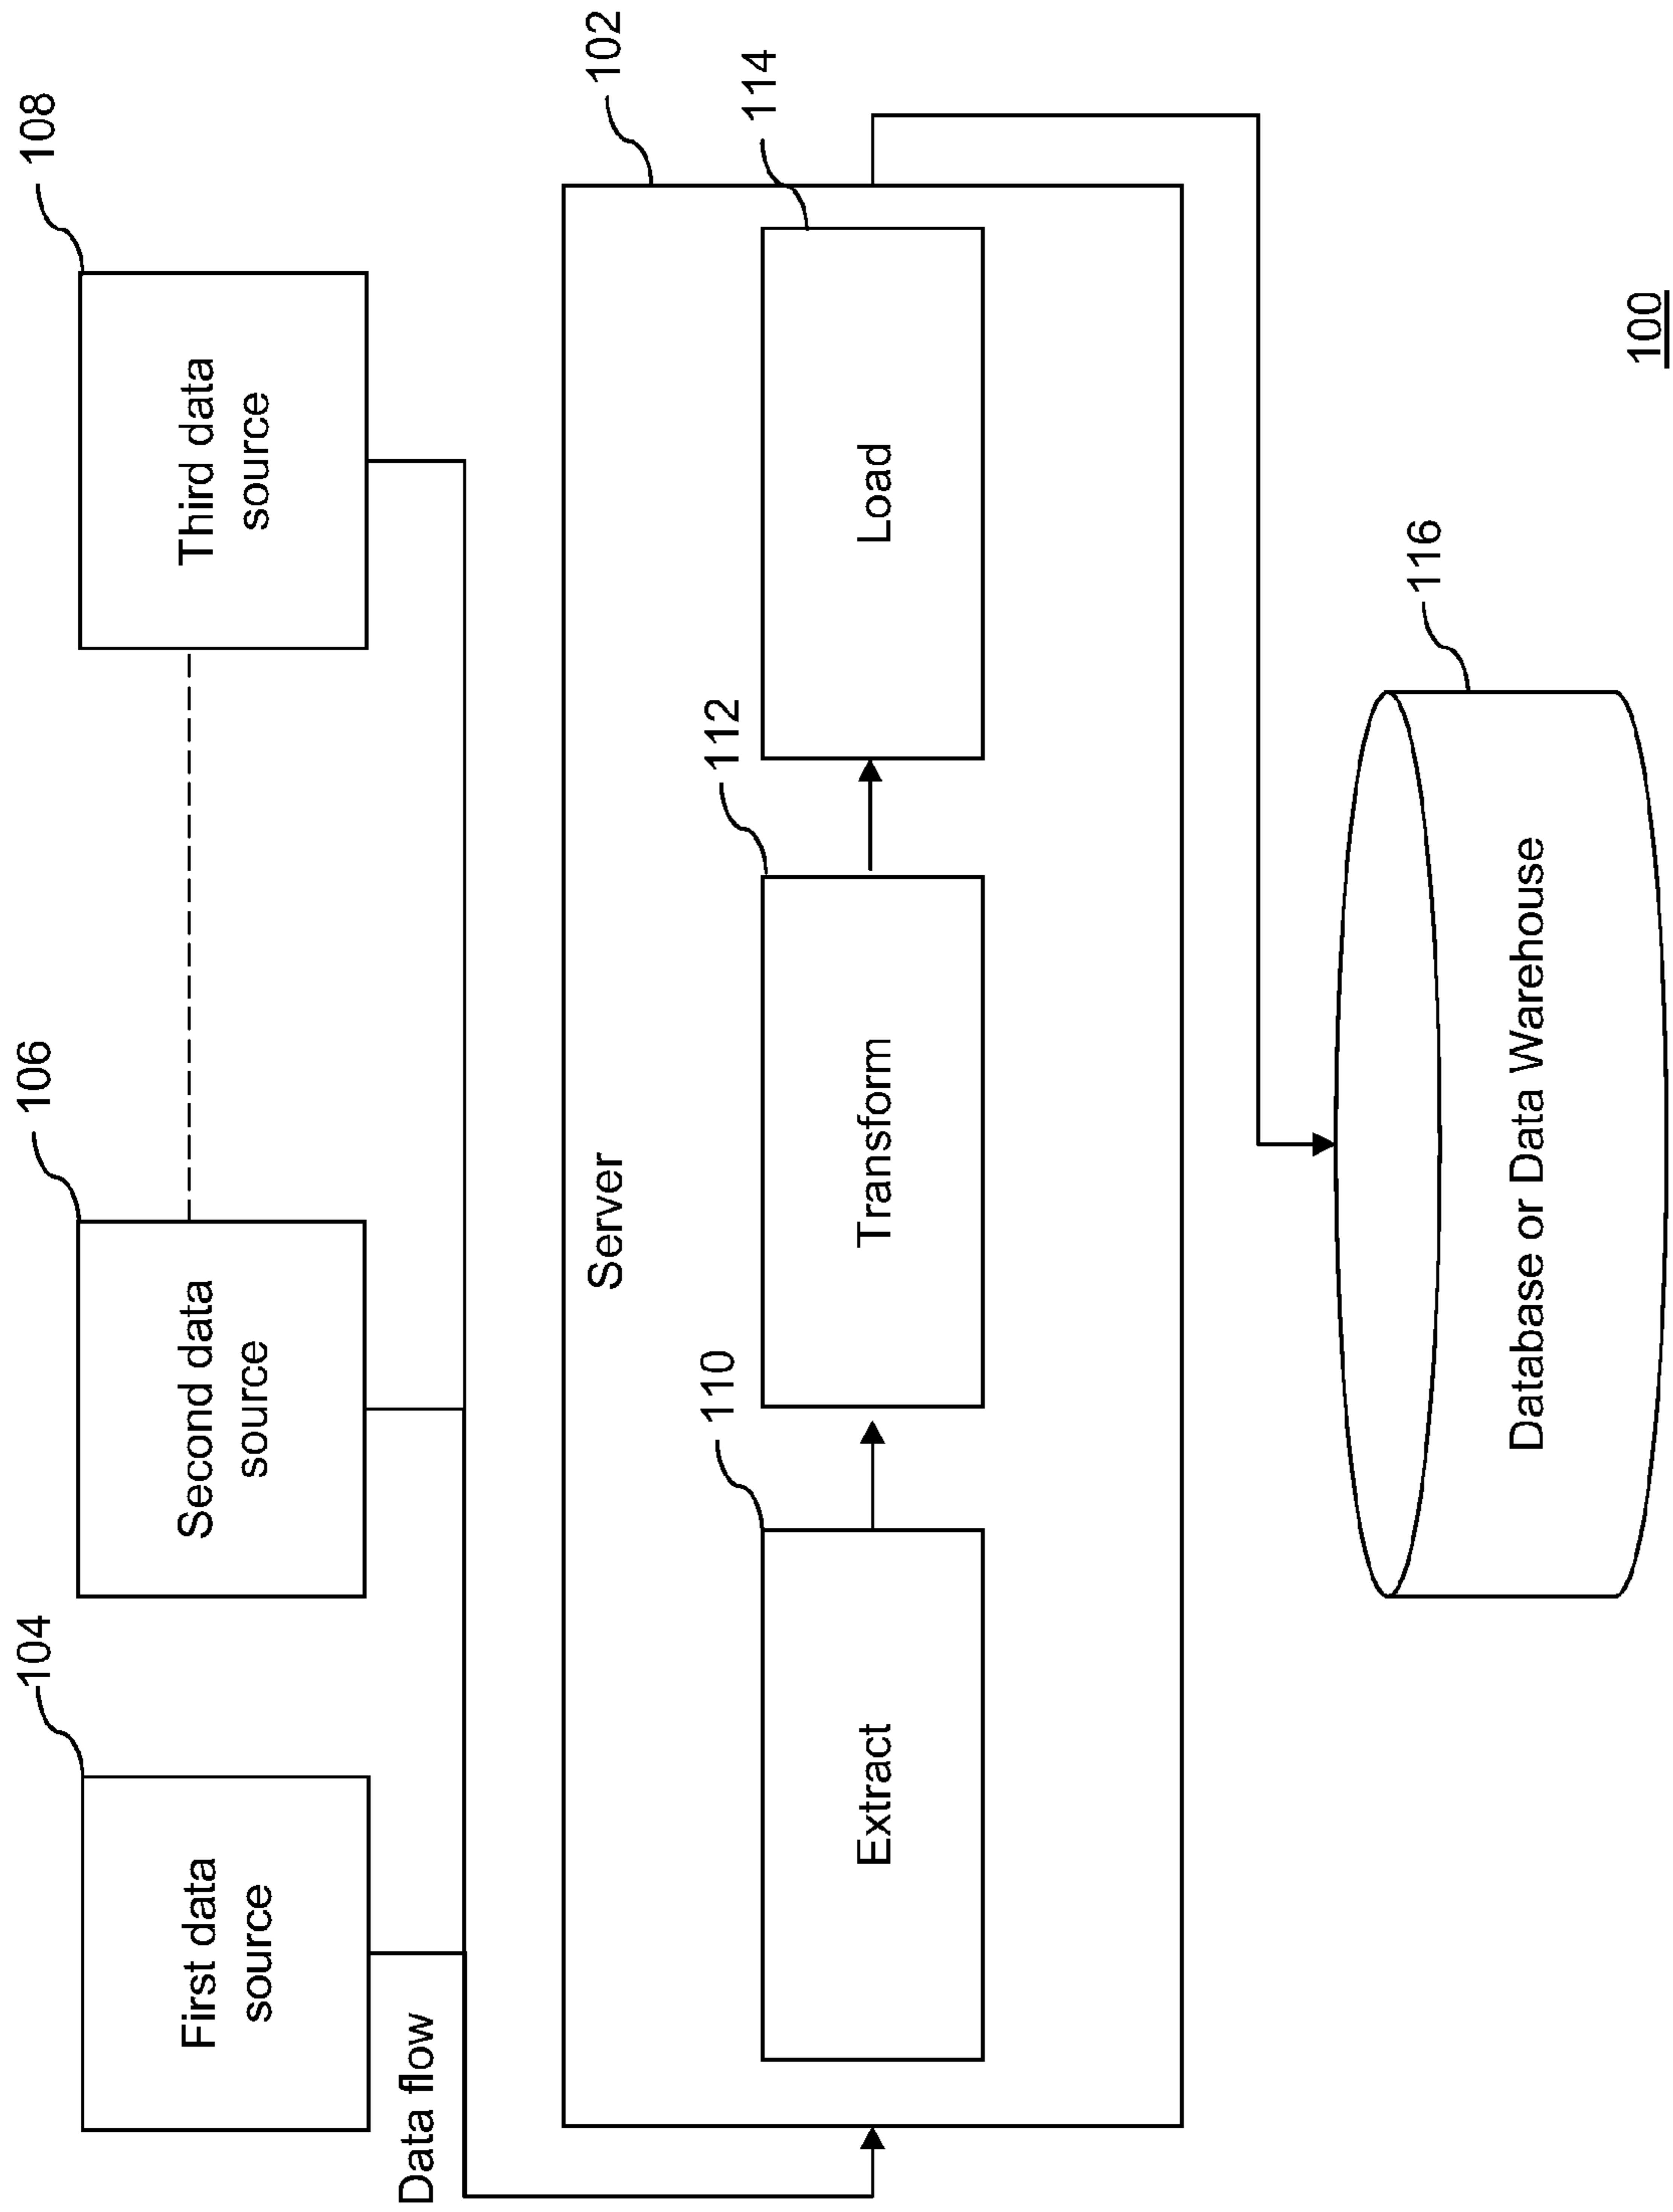 104
106
108
First data
source
Second data
source
Third data
source
Data flow
102
Server
110
112
114
Extract
Transform
Load
116
Database or Data Warehouse
100